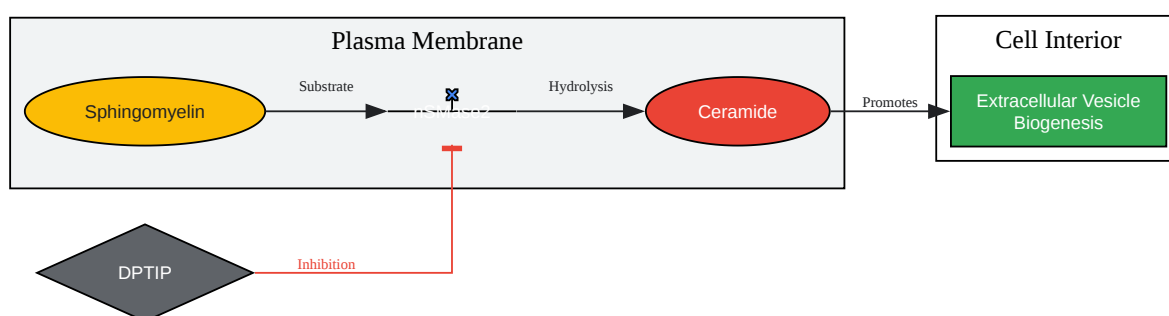 Plasma Membrane
Cell Interior
Sphingomyelin
Substrate
Hydrolysis
Ceramide
Promotes
Extracellular Vesicle
Biogenesis
DPTIP
Inhibition